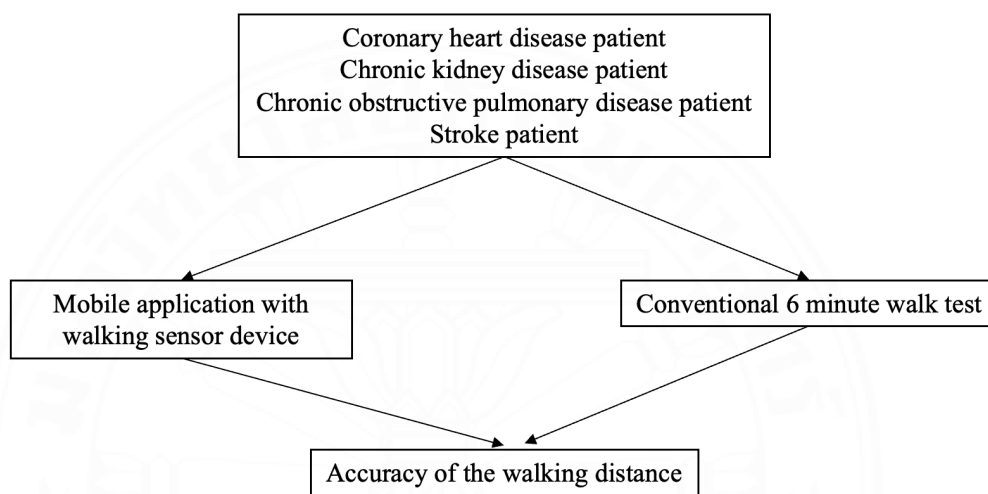 Coronary heart disease patient
Chronic kidney disease patient
Chronic obstructive pulmonary disease patient
Stroke patient
Mobile application with
walking sensor device
Conventional 6 minute walk test
Accuracy of the walking distance